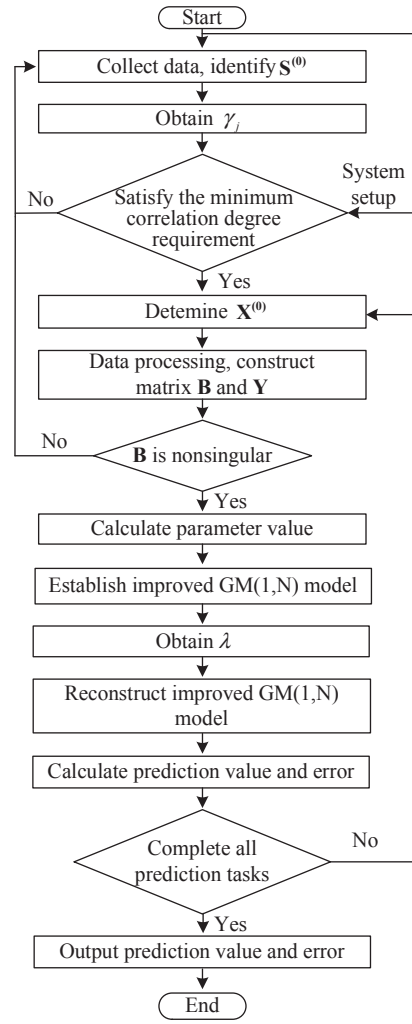 Start
Collect data, identify S⁽⁰⁾
Obtain γⱼ
No
Satisfy the minimum
correlation degree
requirement
System
setup
Yes
Detemine X⁽⁰⁾
Data processing, construct
matrix B and Y
No
B is nonsingular
Yes
Calculate parameter value
Establish improved GM(1,N) model
Obtain λ
Reconstruct improved GM(1,N)
model
Calculate prediction value and error
Complete all
prediction tasks
No
Yes
Output prediction value and error
End